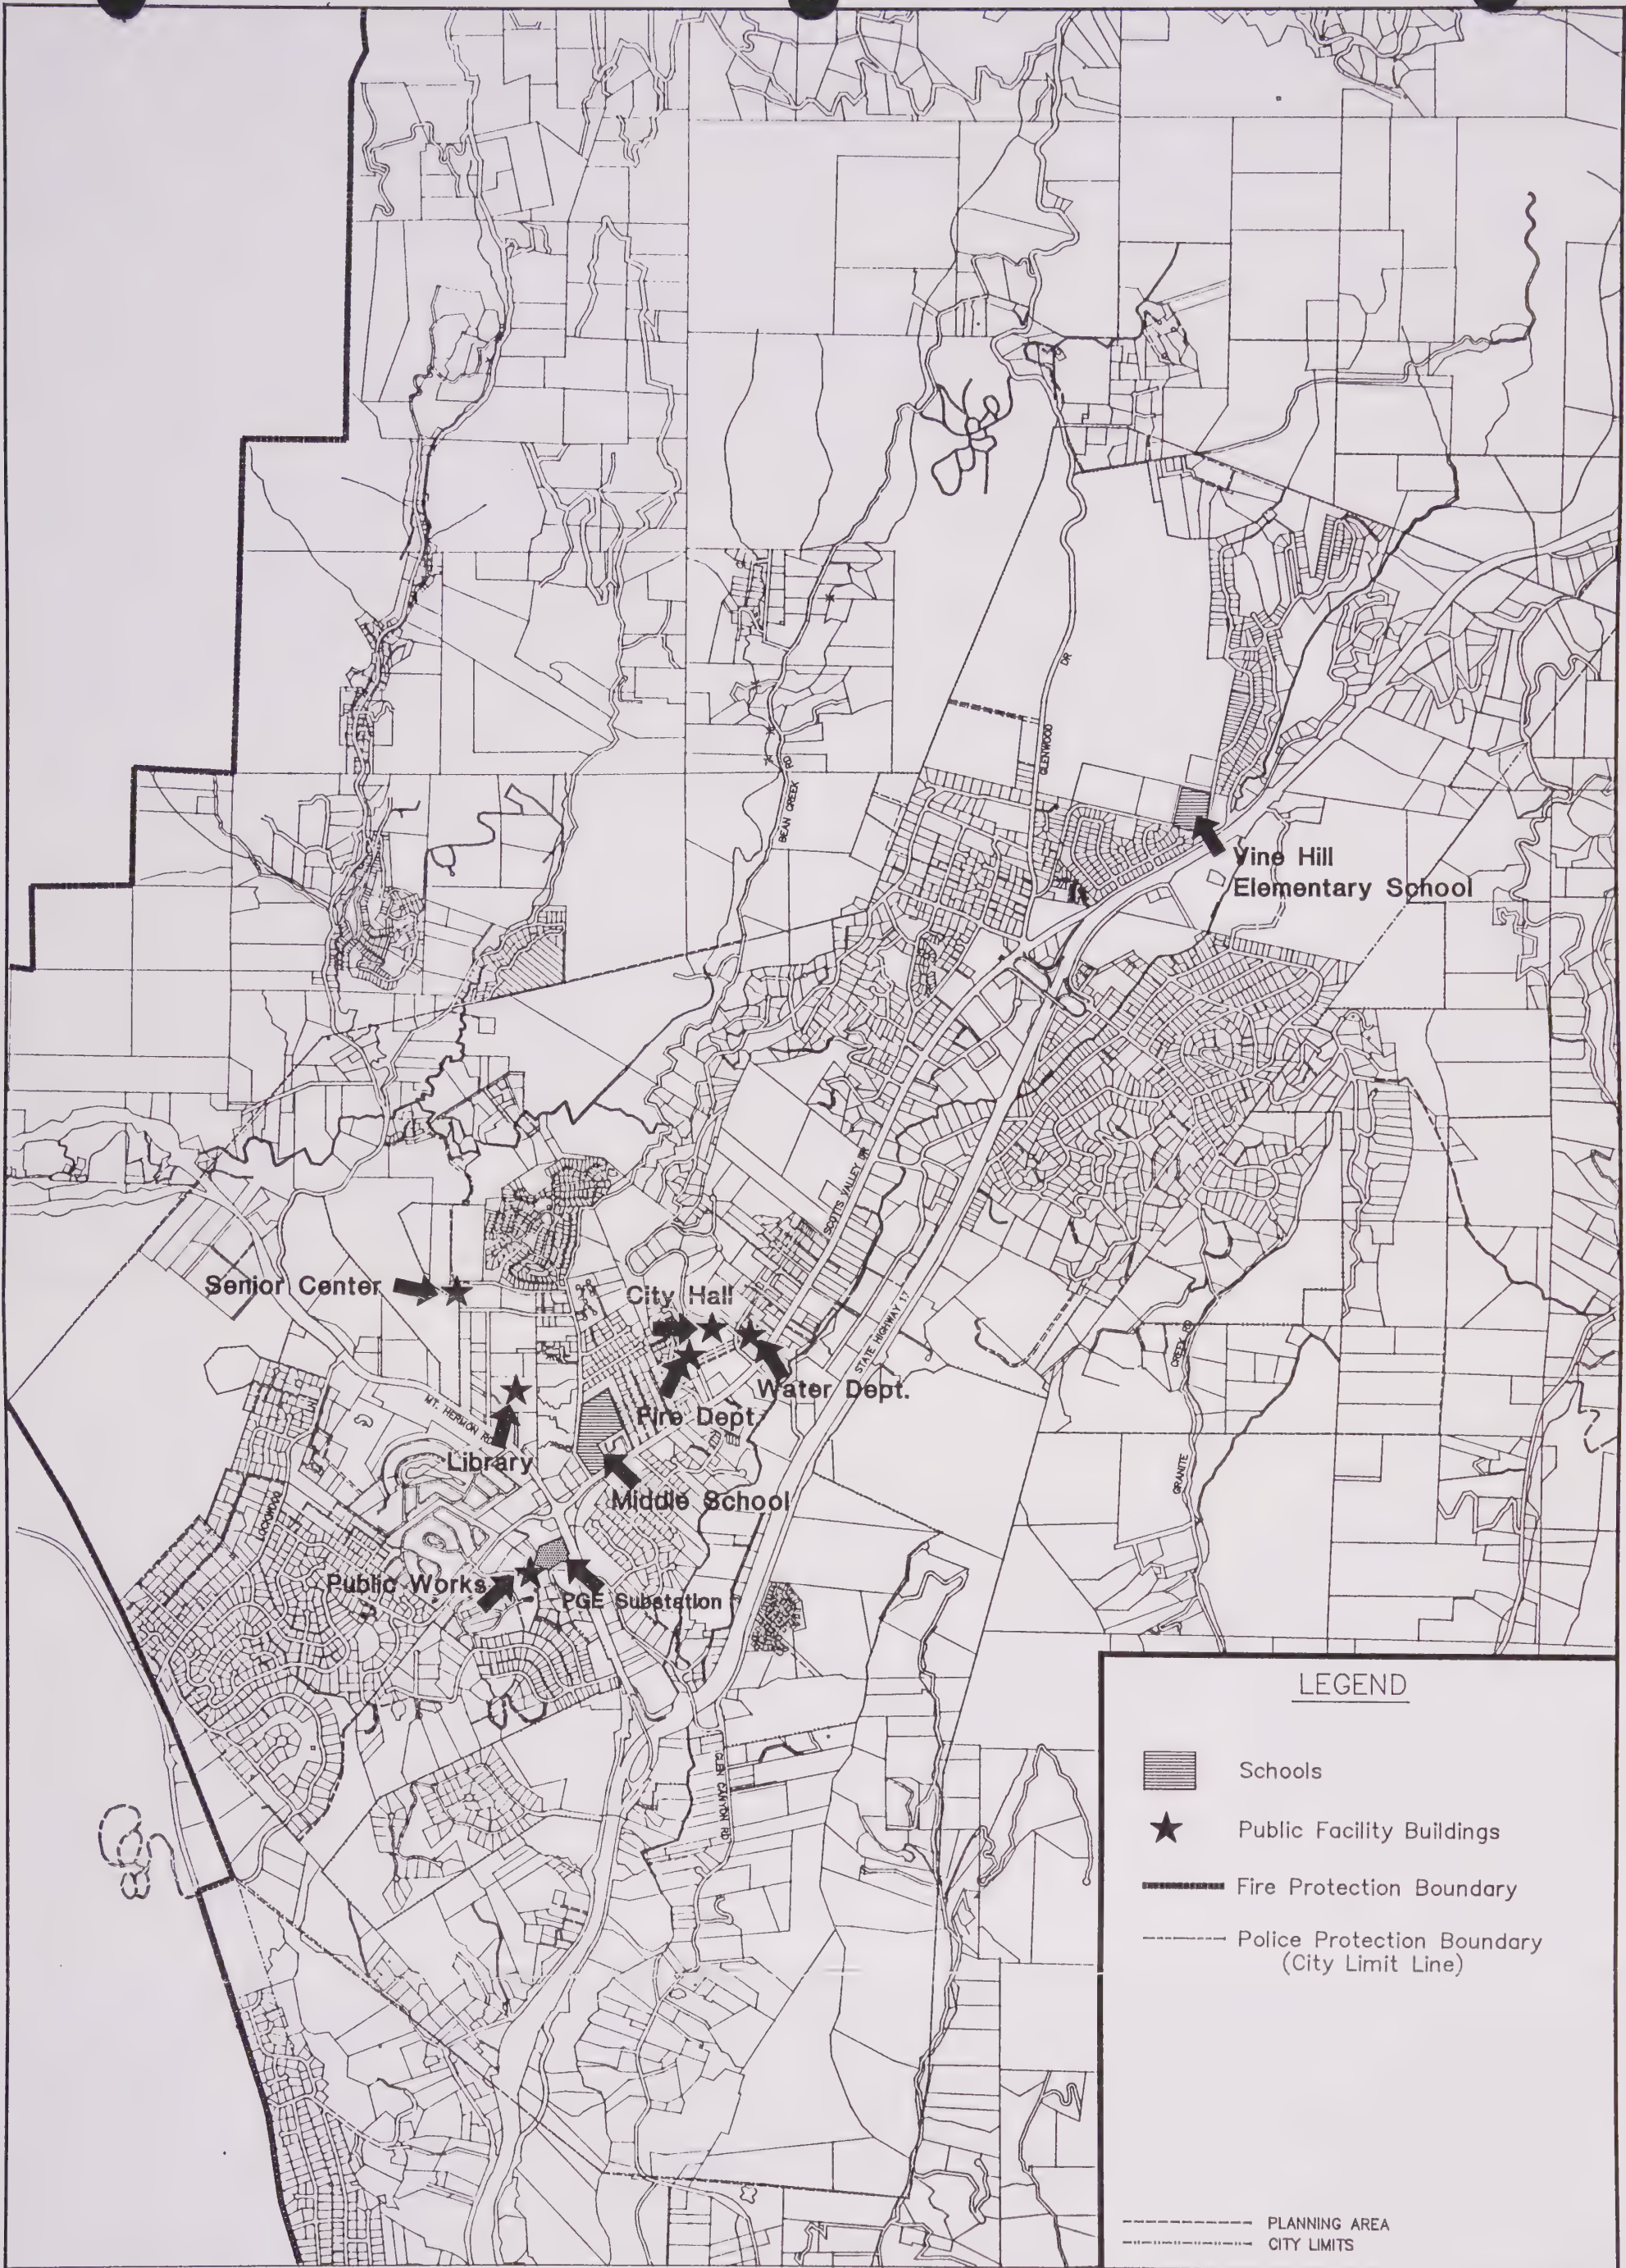 DR
GLENWOOD
BEAN CREEK RD
Vine Hill
Elementary School
SCOTTS VALLEY DR
Senior Center
City Hall
STATE HIGHWAY 17
CREEK RD
Water Dept.
MT. HERMON RD
Fire Dept.
Library
GRANITE
Middle School
LOCKWOOD
Public Works
PGE Substation
GLEN CANYON RD
LEGEND
Schools
Public Facility Buildings
Fire Protection Boundary
Police Protection Boundary
(City Limit Line)
PLANNING AREA
CITY LIMITS